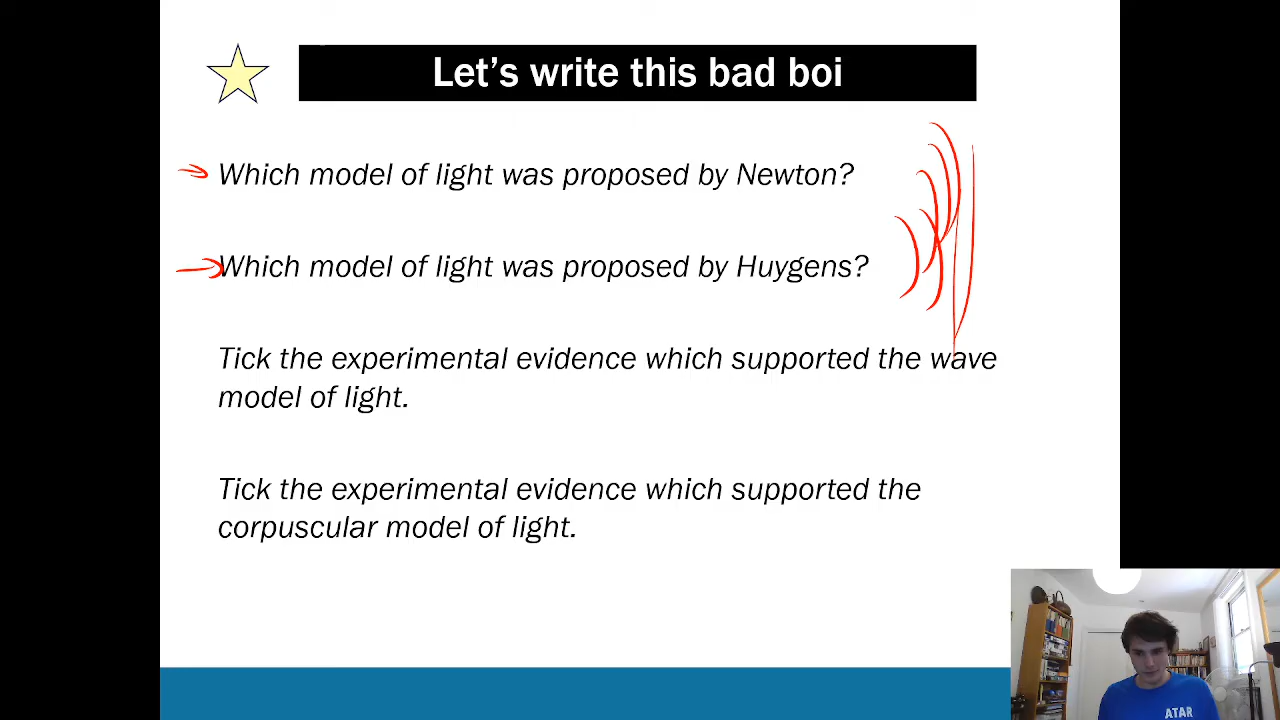 Let's write this bad boi
Which model of light was proposed by Newton?
Which model of light was proposed by Huygens?
Tick the experimental evidence which supported the wave
model of light.
Tick the experimental evidence which supported the
corpuscular model of light.
ATAR